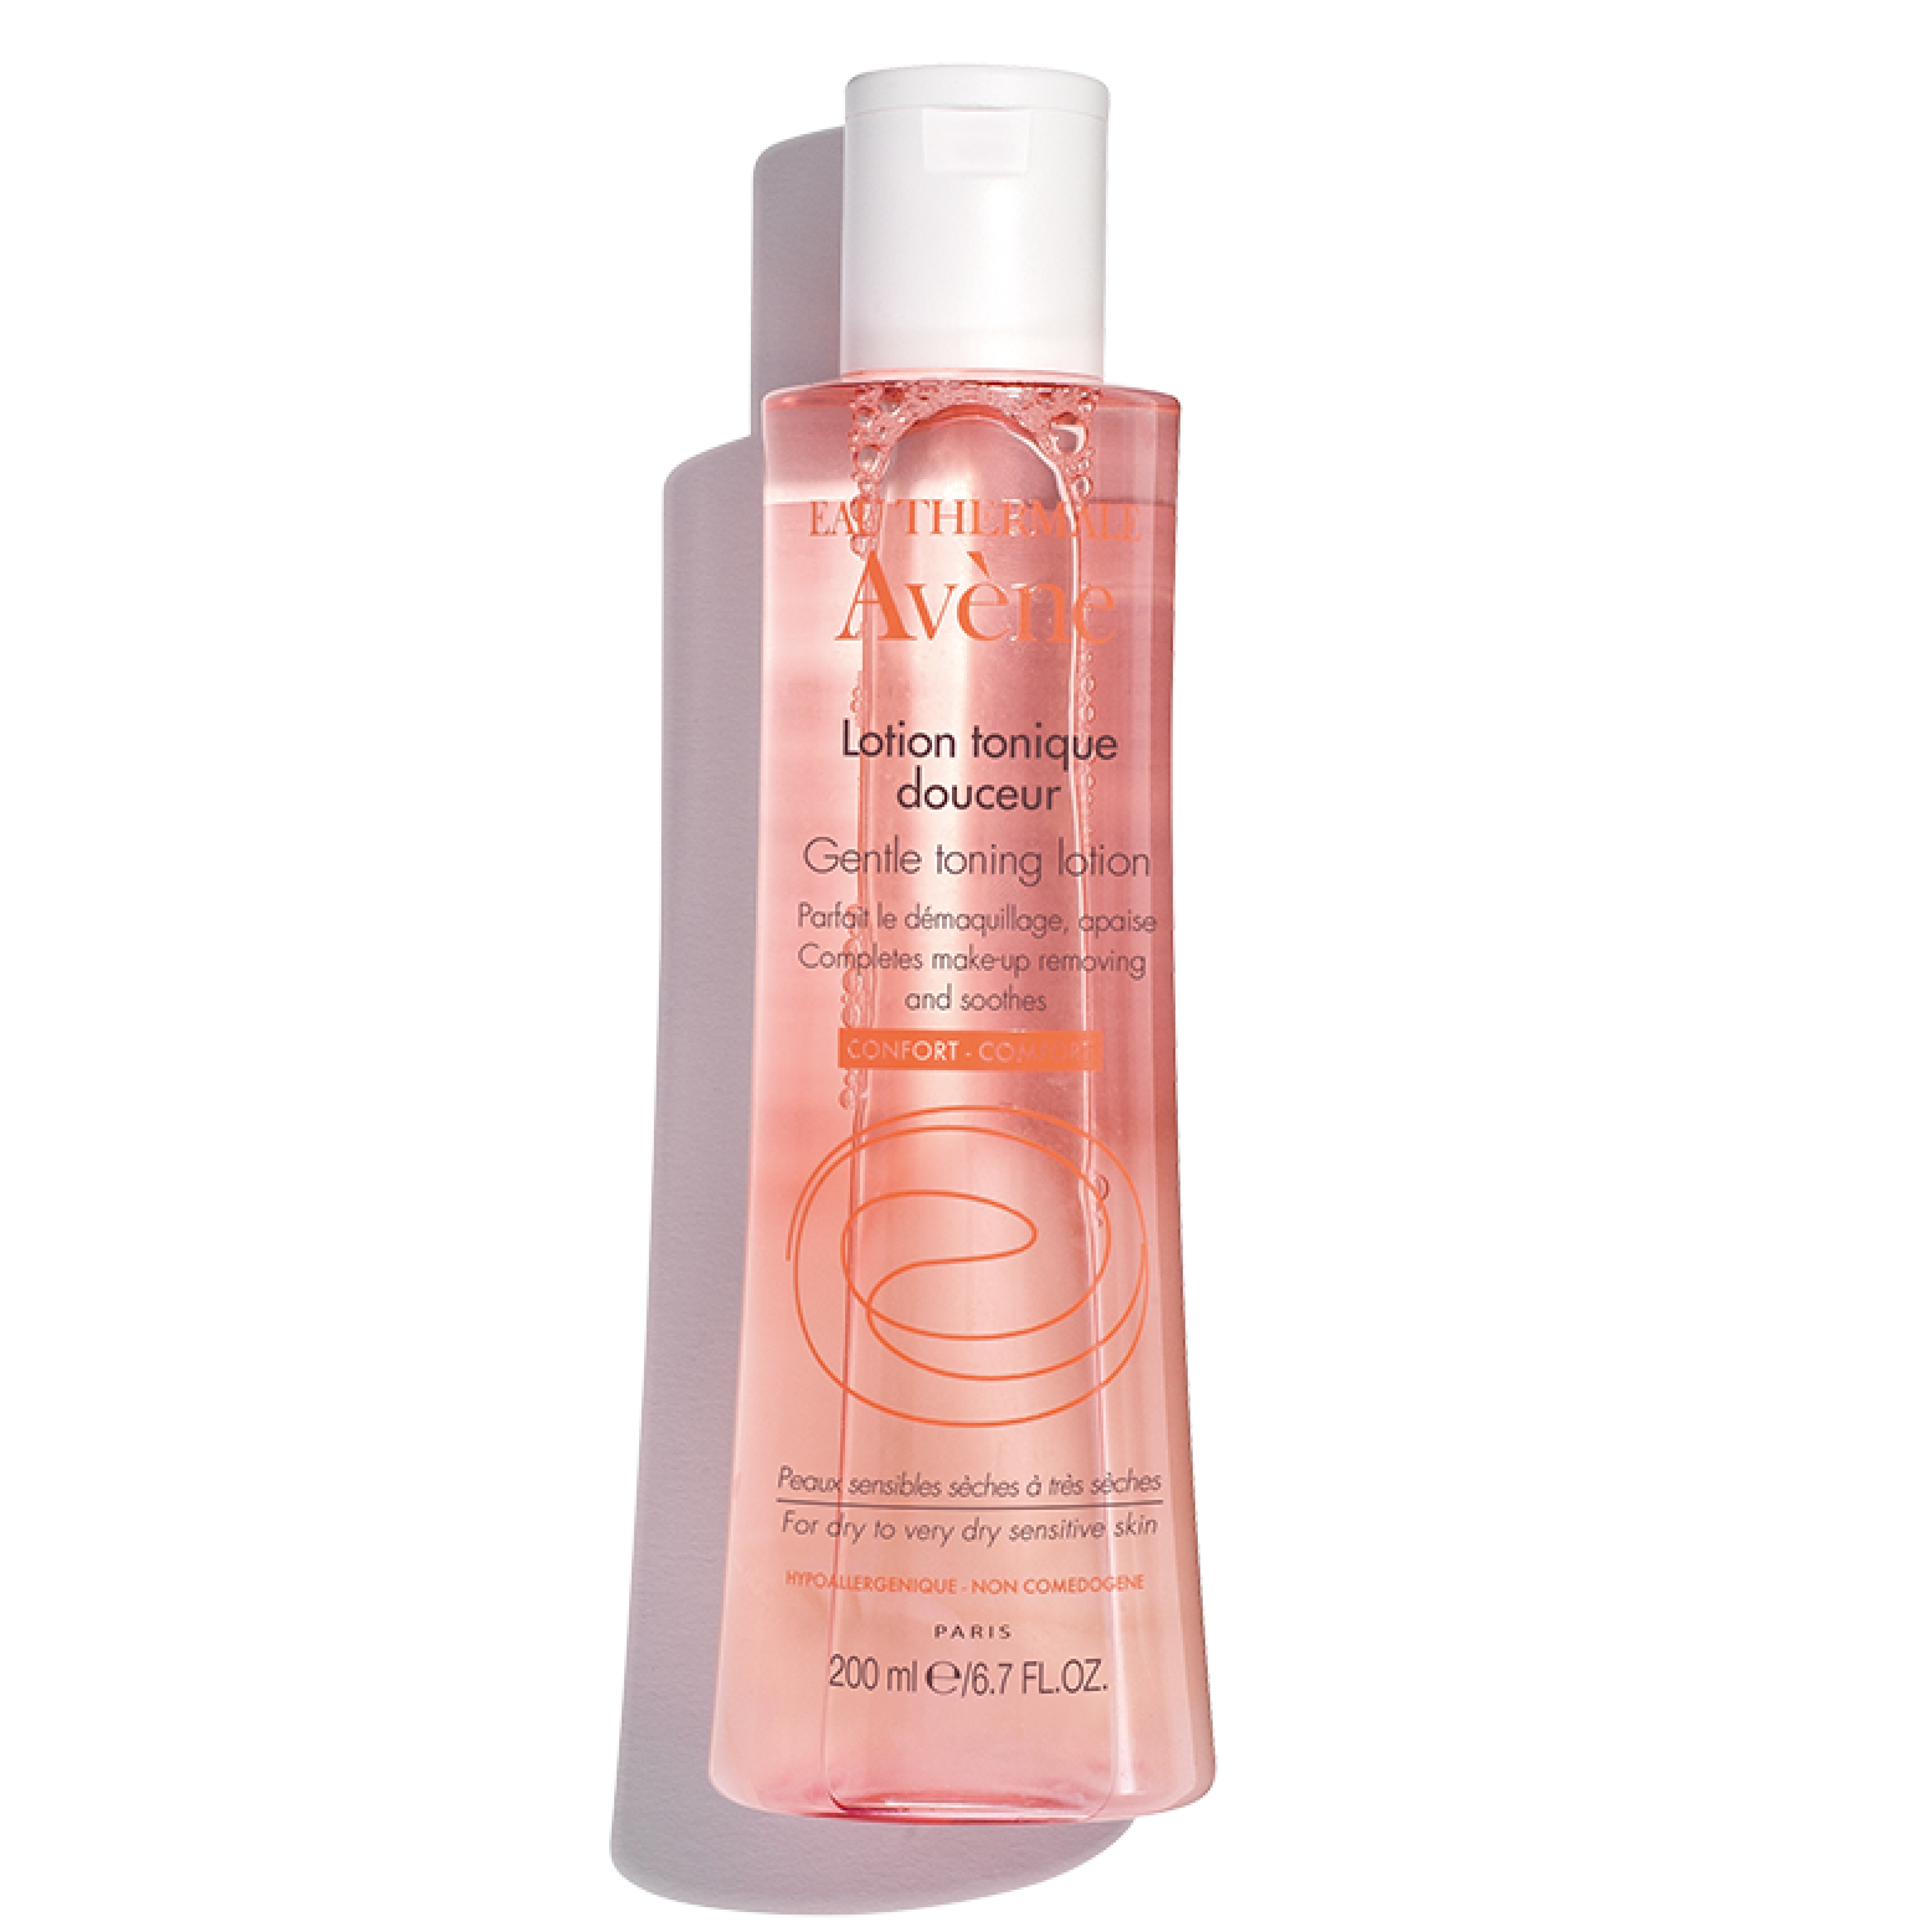 EAU THERMALE
Avène
Lotion tonique
douceur
Gentle toning lotion
Parfait le démaquillage, apaise
Completes make-up removing
and soothes
CONFORT - COMFORT
Peaux sensibles sèches à très sèches
For dry to very dry sensitive skin
HYPOALLERGENIQUE - NON COMEDOGENE
PARIS
200 ml ℮/6.7 FL.OZ.